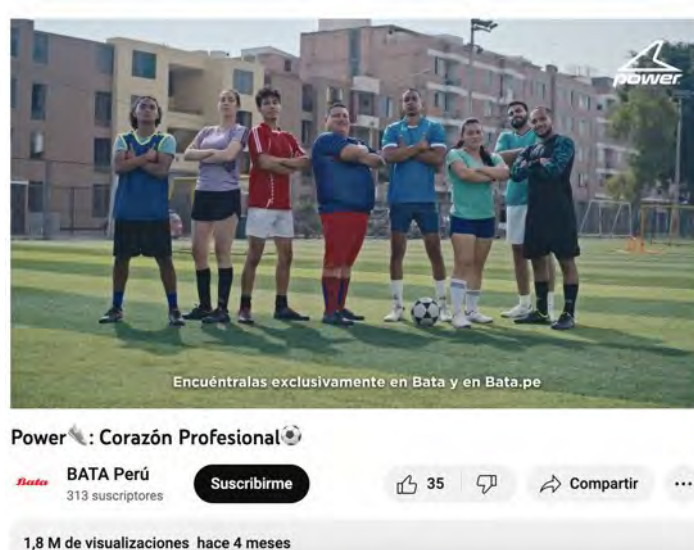 power
Encuéntralas exclusivamente en Bata y en Bata.pe
Power👟: Corazón Profesional⚽
Bata
BATA Perú
313 suscriptores
Suscribirme
35
Compartir
...
1,8 M de visualizaciones hace 4 meses